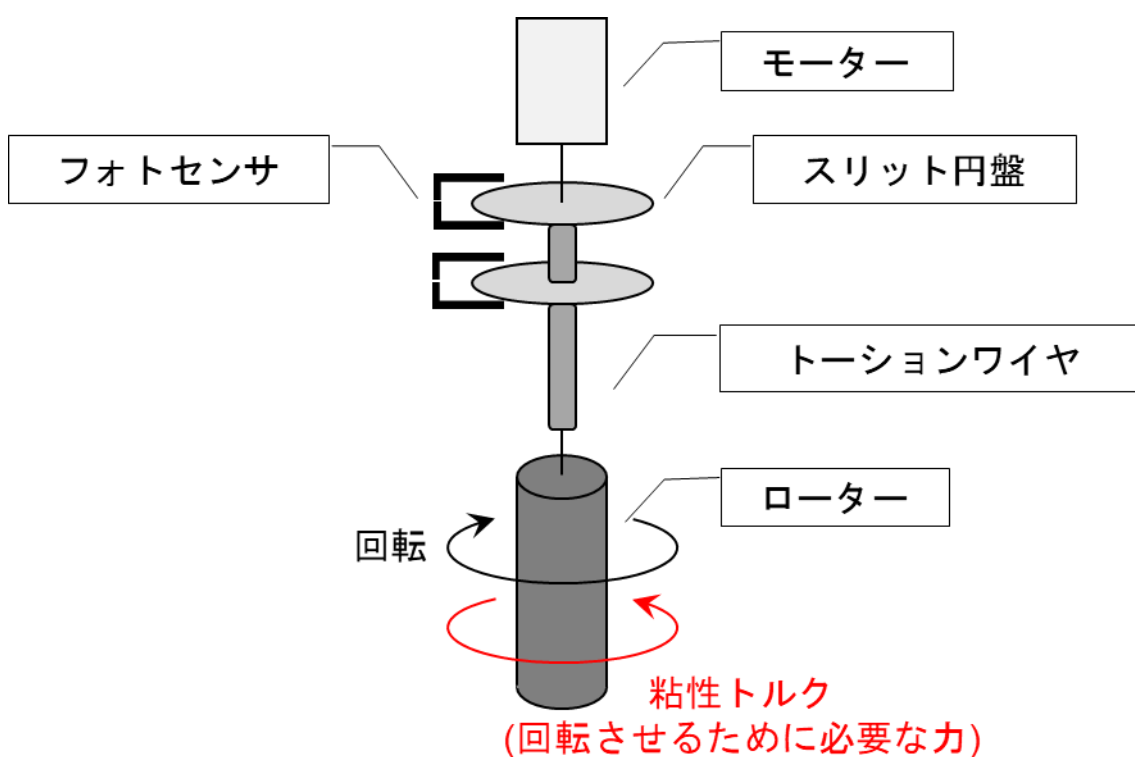 モーター
フォトセンサ
スリット円盤
トーションワイヤ
ローター
回転
粘性トルク
(回転させるために必要な力)